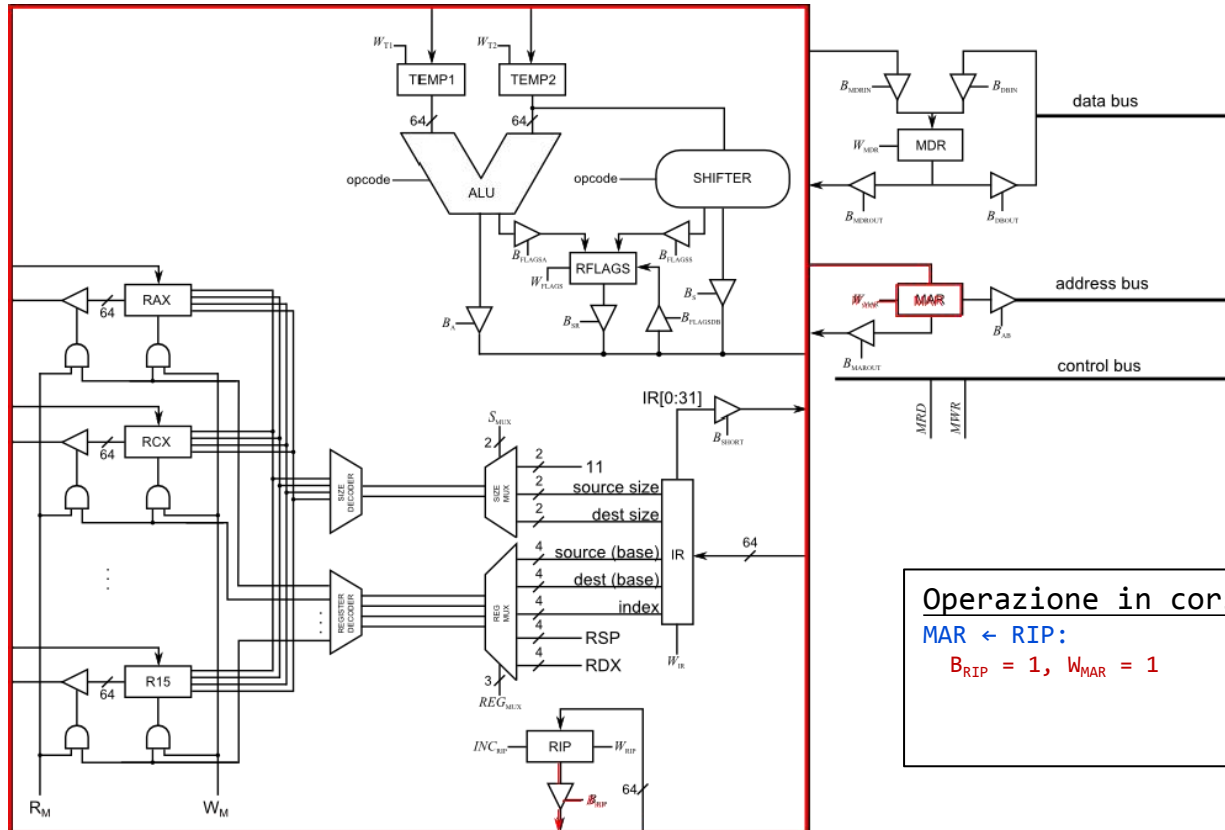 W_T1
W_T2
TEMP1
TEMP2
64
64
opcode
ALU
opcode
SHIFTER
B_FLAGSA
B_FLAGSS
W_FLAGS
RFLAGS
B_A
B_SR
B_FLAGSDB
B_S
B_MDRIN
B_DBIN
data bus
W_MDR
MDR
B_MDROUT
B_DBOUT
W_MAR
MAR
address bus
B_AB
B_MAROUT
control bus
MRD
MWR
RAX
64
RCX
64
R15
64
R_M
W_M
SIZE DECODER
REGISTER DECODER
S_MUX
2
SIZE MUX
2
11
2
source size
2
dest size
REG MUX
4
source (base)
4
dest (base)
4
index
4
RSP
4
RDX
3
REG_MUX
IR[0:31]
B_SHORT
IR
64
W_IR
INC_RIP
RIP
W_RIP
B_RIP
64
Operazione in cor
MAR ← RIP:
B_RIP = 1, W_MAR = 1